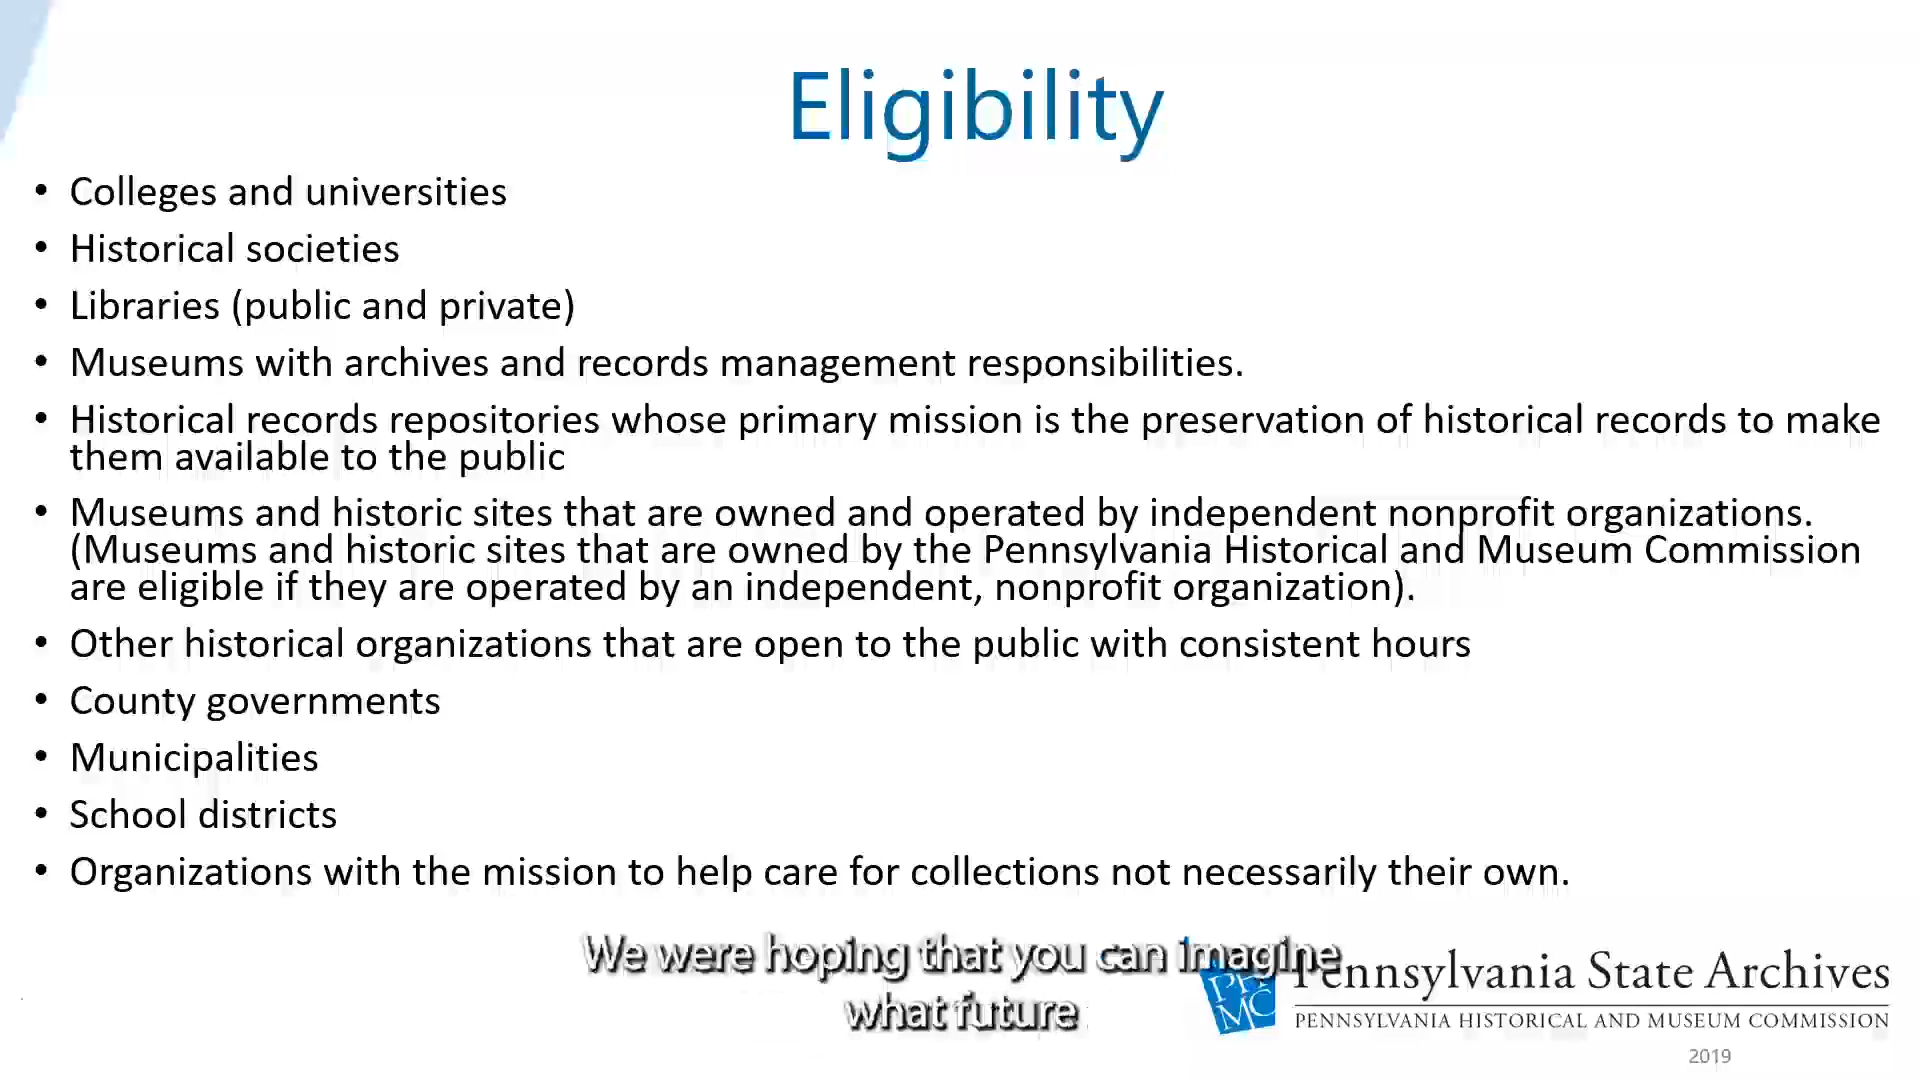 Eligibility
• Colleges and universities
• Historical societies
• Libraries (public and private)
• Museums with archives and records management responsibilities.
• Historical records repositories whose primary mission is the preservation of historical records to make
them available to the public
• Museums and historic sites that are owned and operated by independent nonprofit organizations.
(Museums and historic sites that are owned by the Pennsylvania Historical and Museum Commission
are eligible if they are operated by an independent, nonprofit organization).
• Other historical organizations that are open to the public with consistent hours
• County governments
• Municipalities
• School districts
• Organizations with the mission to help care for collections not necessarily their own.
We were hoping that you can imagine
what future
PH
MC
Pennsylvania State Archives
PENNSYLVANIA HISTORICAL AND MUSEUM COMMISSION
2019